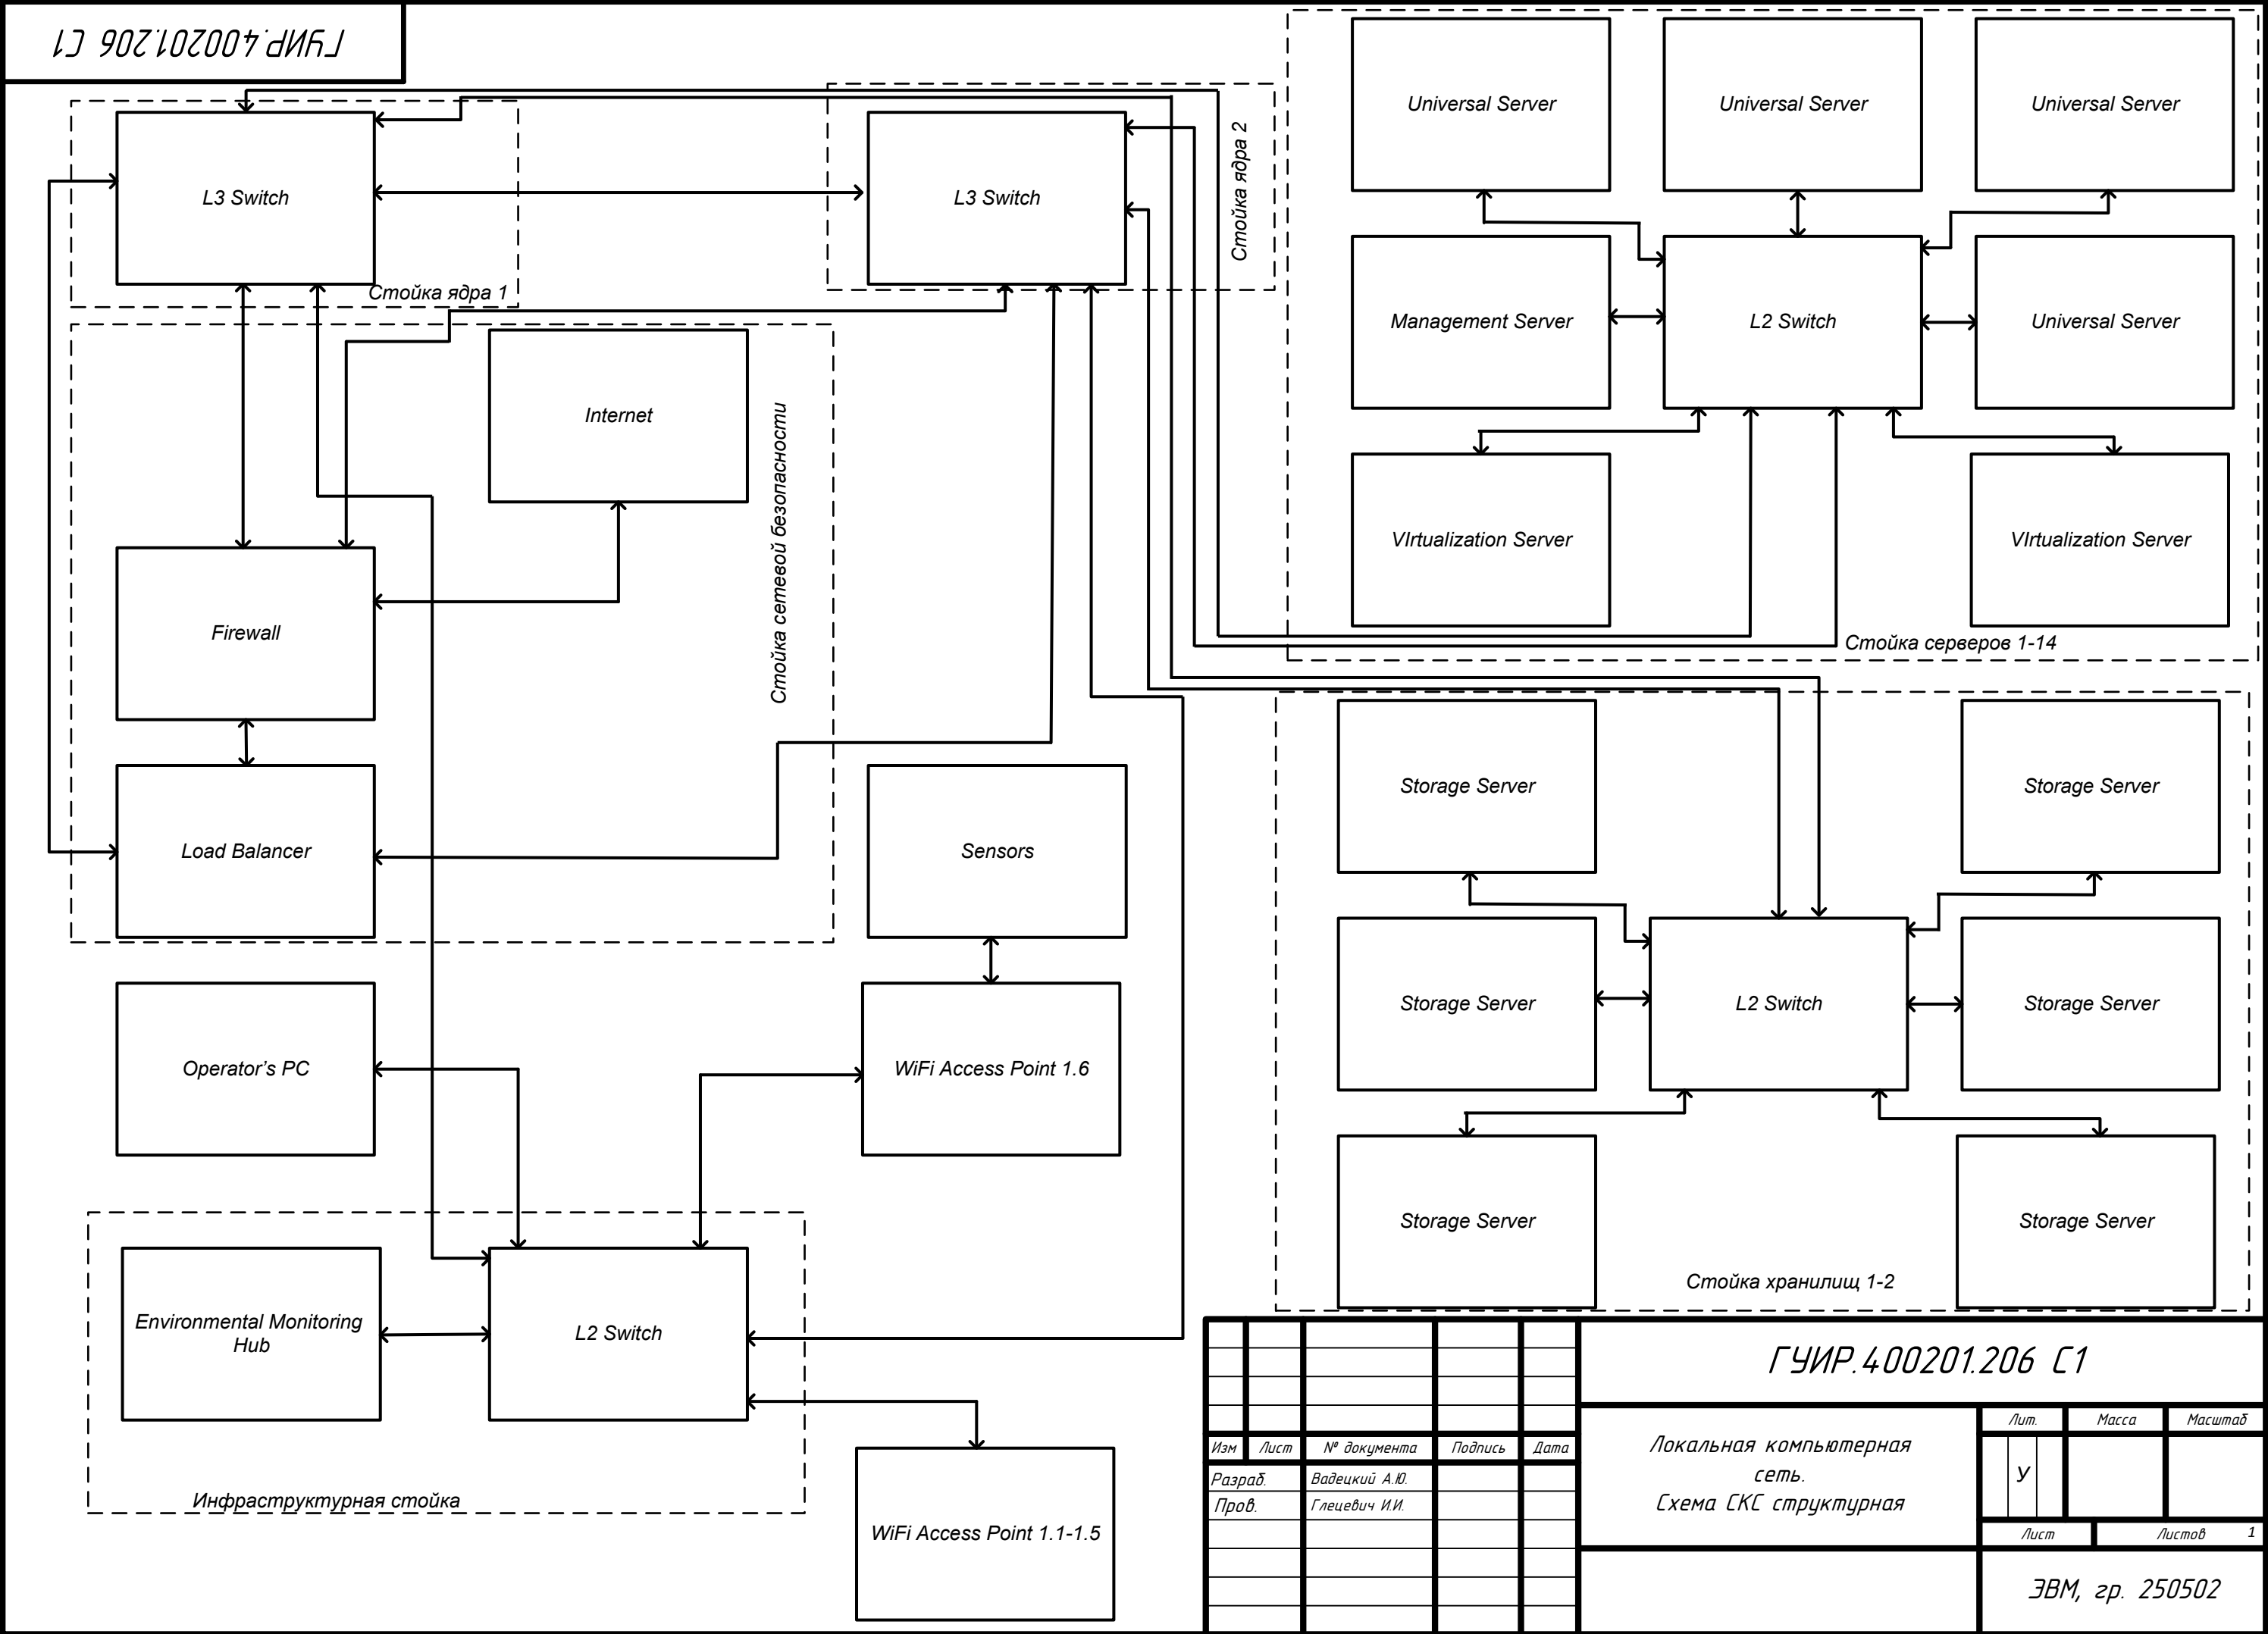 ГУИР.400201.206 С1
L3 Switch
Стойка ядра 1
L3 Switch
Стойка ядра 2
Internet
Стойка сетевой безопасности
Firewall
Load Balancer
Sensors
Operator's PC
WiFi Access Point 1.6
Environmental Monitoring
Hub
L2 Switch
Инфраструктурная стойка
WiFi Access Point 1.1-1.5
Universal Server
Universal Server
Universal Server
Management Server
L2 Switch
Universal Server
VIrtualization Server
VIrtualization Server
Стойка серверов 1-14
Storage Server
Storage Server
Storage Server
L2 Switch
Storage Server
Storage Server
Storage Server
Стойка хранилищ 1-2
ГУИР.400201.206 С1
Изм Лист № документа Подпись Дата
Разраб. Вадецкий А.Ю.
Пров. Глецевич И.И.
Локальная компьютерная
сеть.
Схема СКС структурная
Лит. Масса Масштаб
У
Лист Листов 1
ЭВМ, гр. 250502